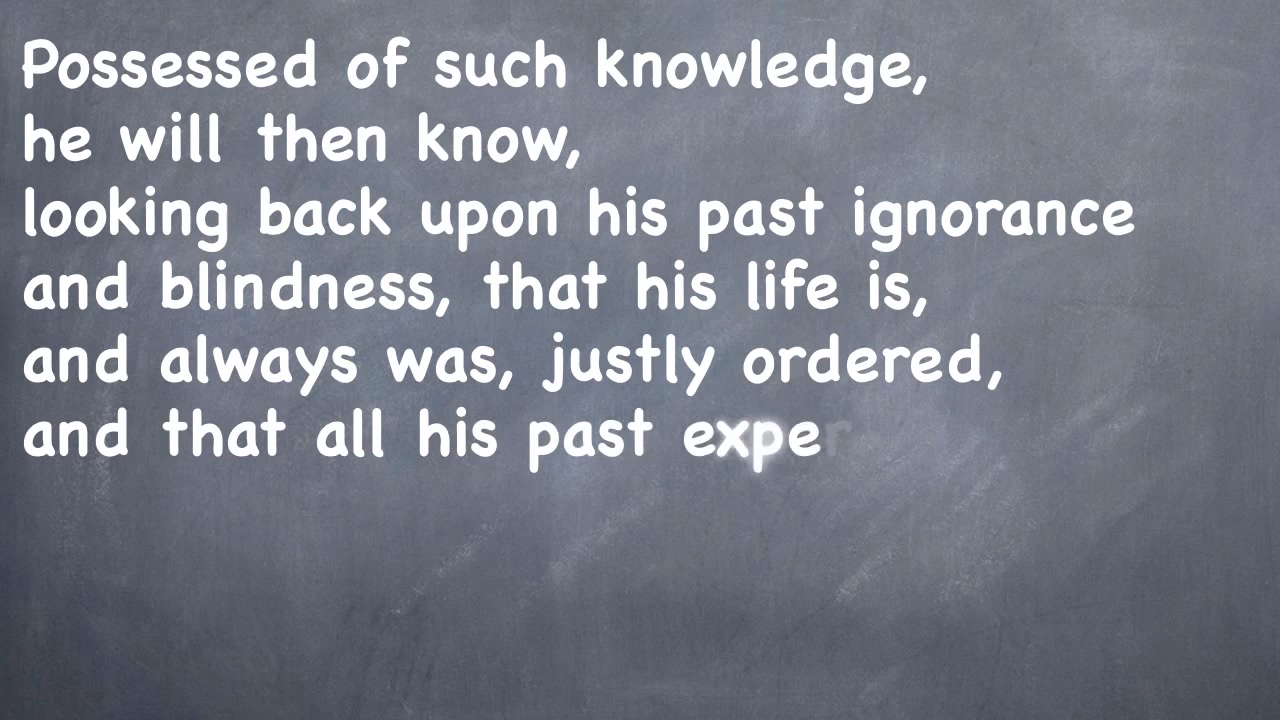 Possessed of such knowledge,
he will then know,
looking back upon his past ignorance
and blindness, that his life is,
and always was, justly ordered,
and that all his past exper